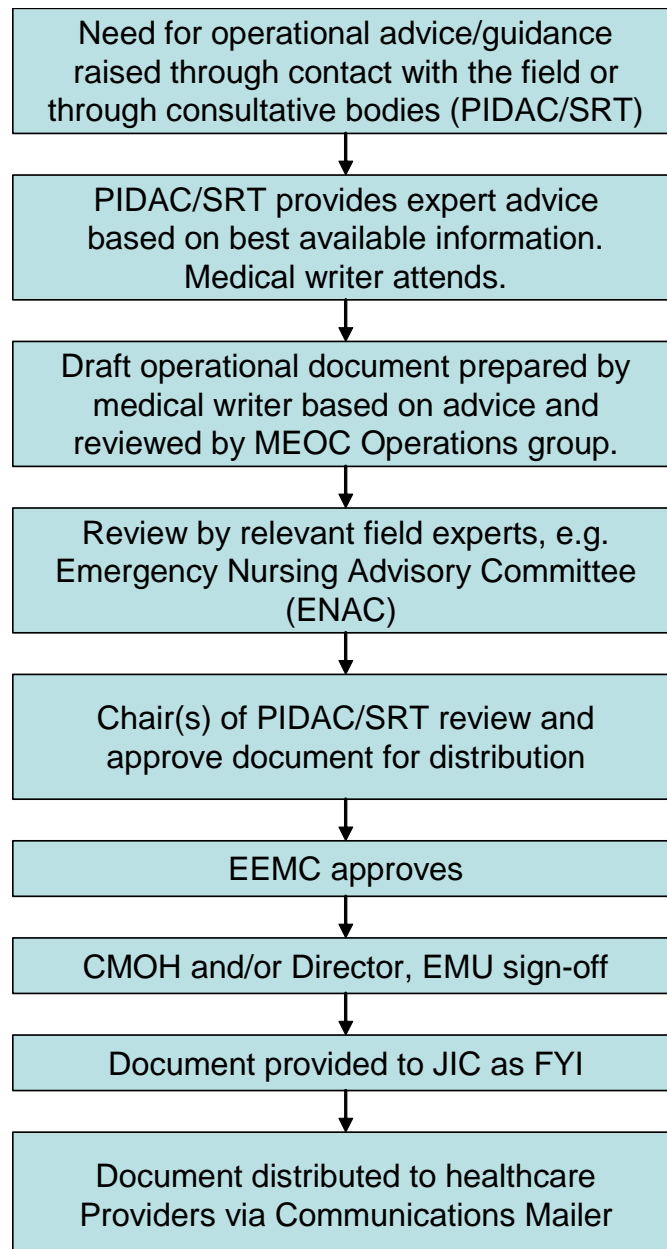 Need for operational advice/guidance
raised through contact with the field or
through consultative bodies (PIDAC/SRT)
PIDAC/SRT provides expert advice
based on best available information.
Medical writer attends.
Draft operational document prepared by
medical writer based on advice and
reviewed by MEOC Operations group.
Review by relevant field experts, e.g.
Emergency Nursing Advisory Committee
(ENAC)
Chair(s) of PIDAC/SRT review and
approve document for distribution
EEMC approves
CMOH and/or Director, EMU sign-off
Document provided to JIC as FYI
Document distributed to healthcare
Providers via Communications Mailer